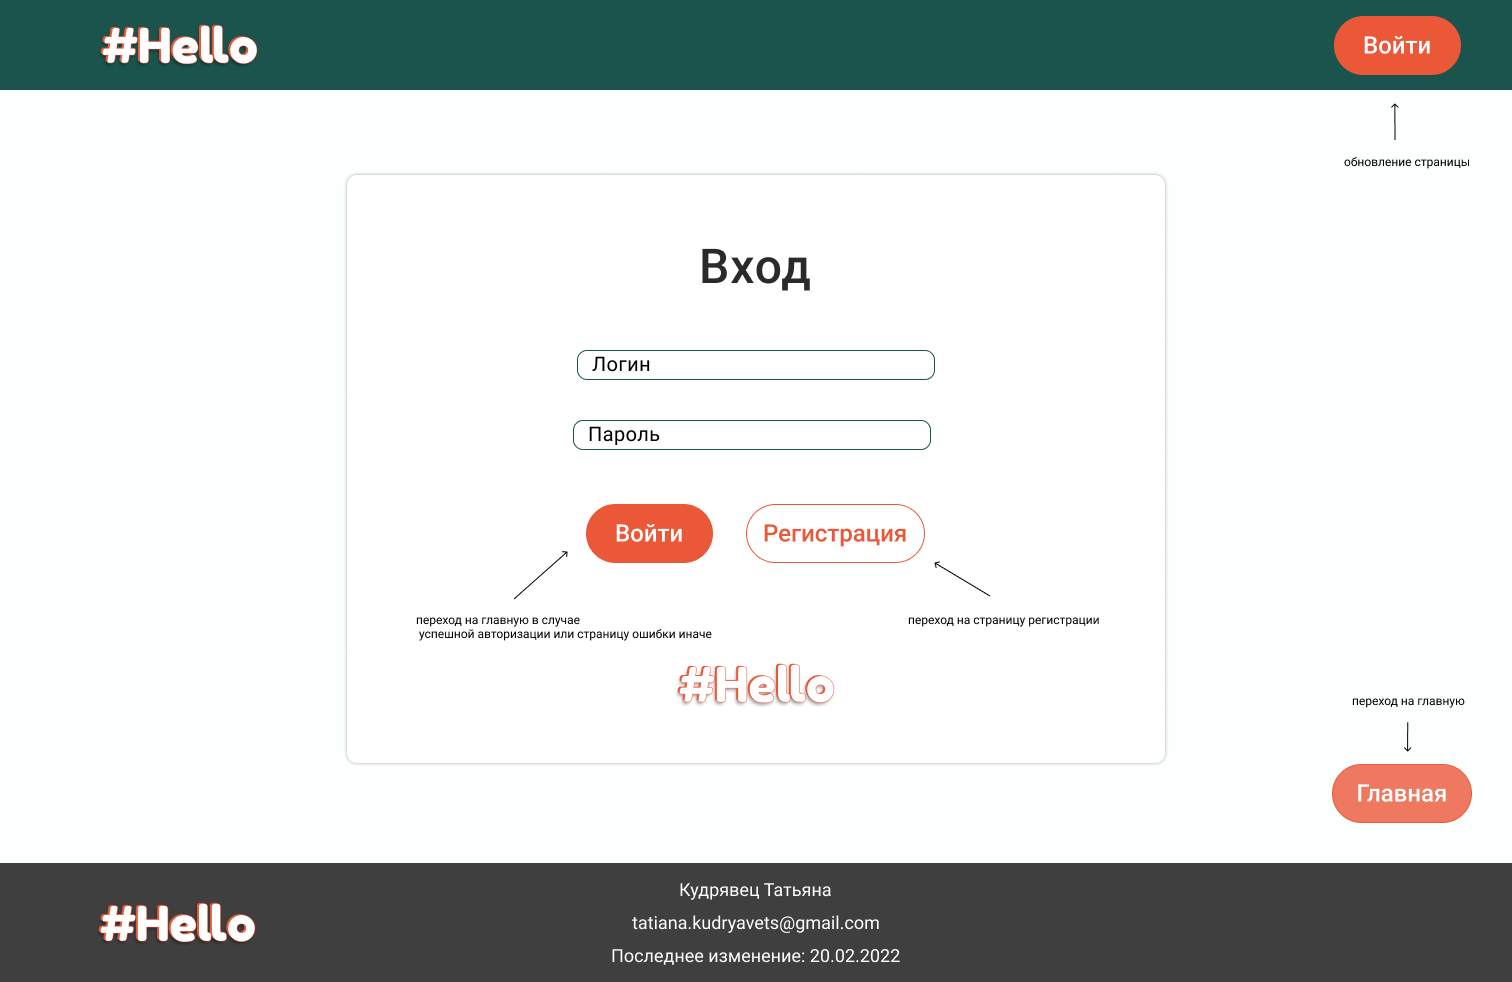 #Hello
Войти
обновление страницы
Вход
Логин
Пароль
Войти
Регистрация
переход на главную в случае
успешной авторизации или страницу ошибки иначе
переход на страницу регистрации
#Hello
переход на главную
Главная
#Hello
Кудрявец Татьяна
tatiana.kudryavets@gmail.com
Последнее изменение: 20.02.2022